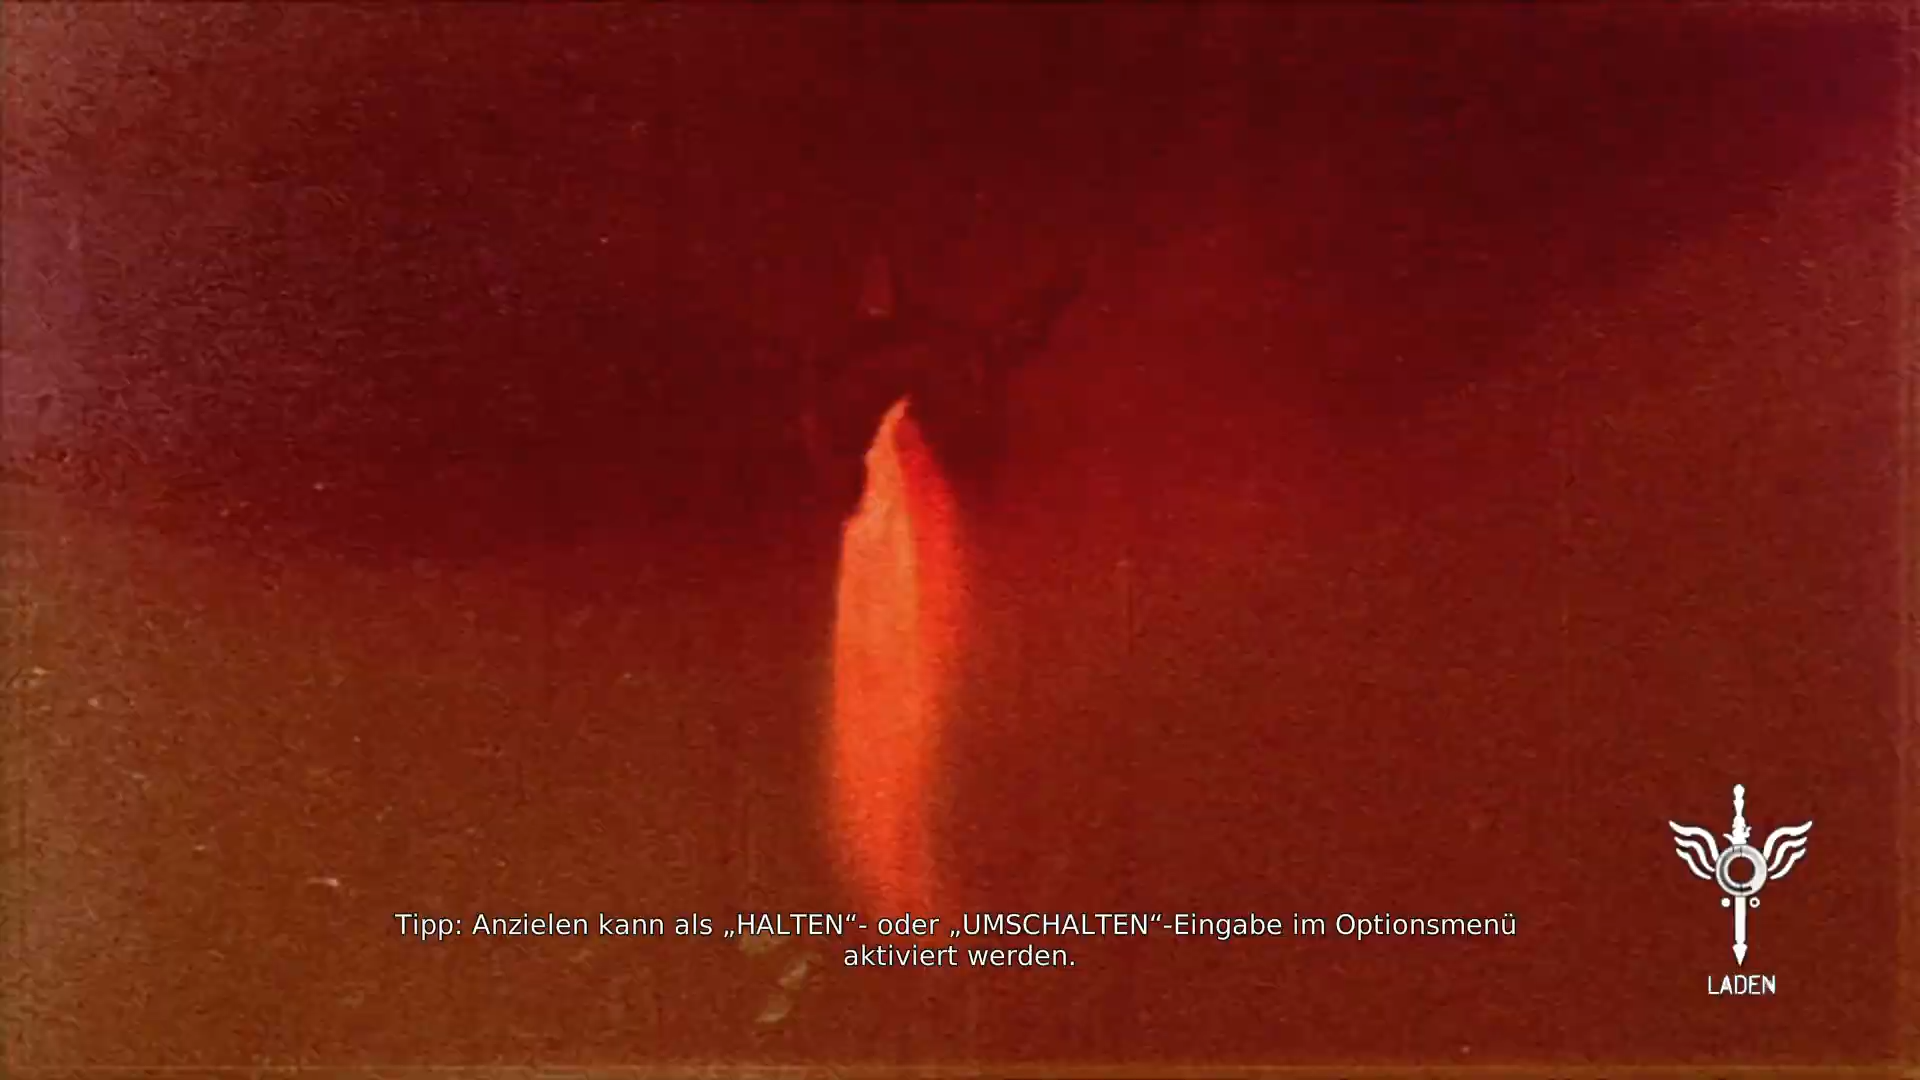 Tipp: Anzielen kann als „HALTEN“- oder „UMSCHALTEN“-Eingabe im Optionsmenü
aktiviert werden.
LADEN